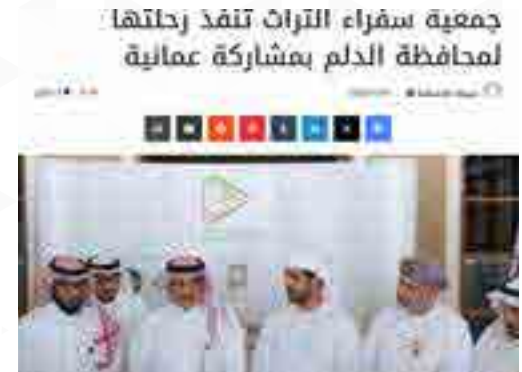 جمعية سفراء التراث تنفذ رحلتها
لمحافظة الدلم بمشاركة عمانية